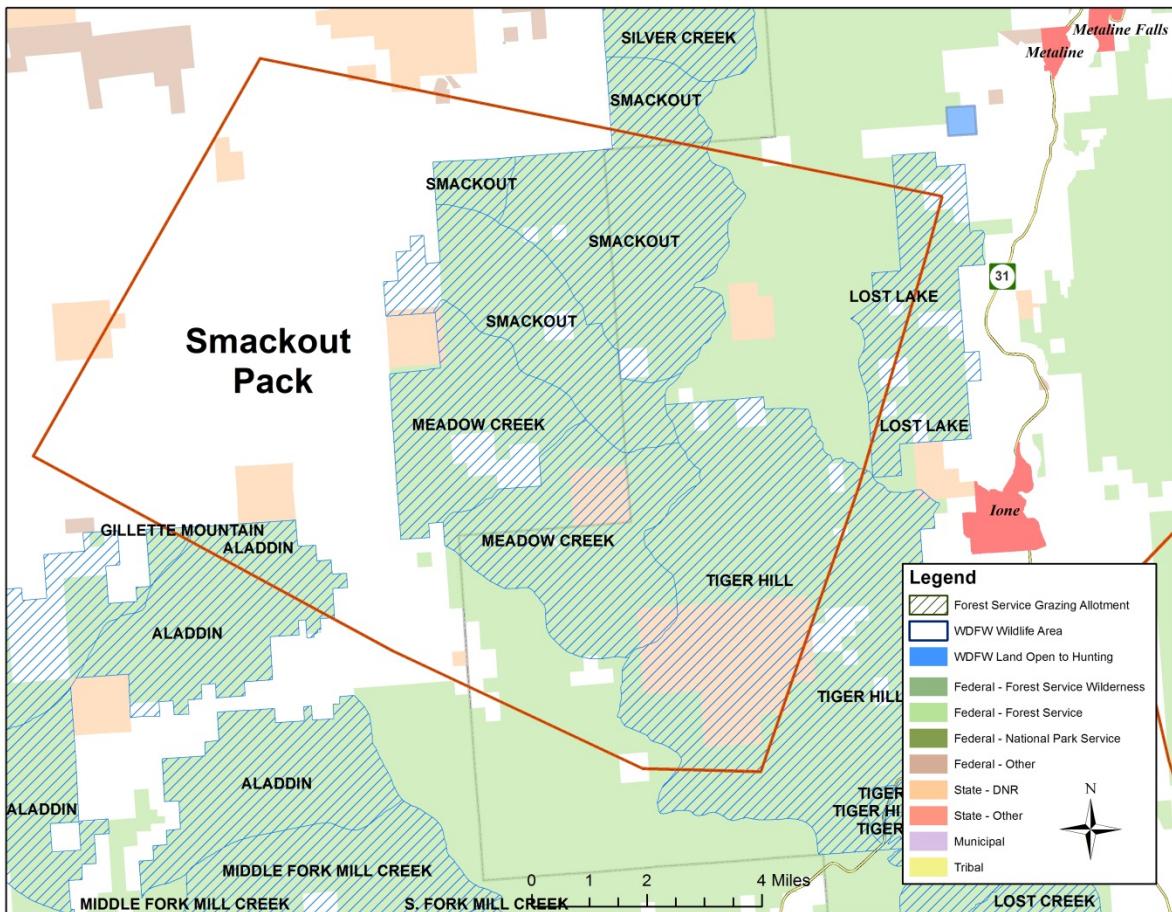 SILVER CREEK
Metaline Falls
Metaline
SMACKOUT
SMACKOUT
SMACKOUT
31
LOST LAKE
SMACKOUT
Smackout
Pack
MEADOW CREEK
LOST LAKE
Ione
GILLETTE MOUNTAIN
ALADDIN
MEADOW CREEK
TIGER HILL
ALADDIN
TIGER HILL
ALADDIN
ALADDIN
TIGER
TIGER HI
TIGER
MIDDLE FORK MILL CREEK
MIDDLE FORK MILL CREEK
S. FORK MILL CREEK
LOST CREEK
0 1 2 4 Miles
Legend
Forest Service Grazing Allotment
WDFW Wildlife Area
WDFW Land Open to Hunting
Federal - Forest Service Wilderness
Federal - Forest Service
Federal - National Park Service
Federal - Other
State - DNR
State - Other
Municipal
Tribal
N